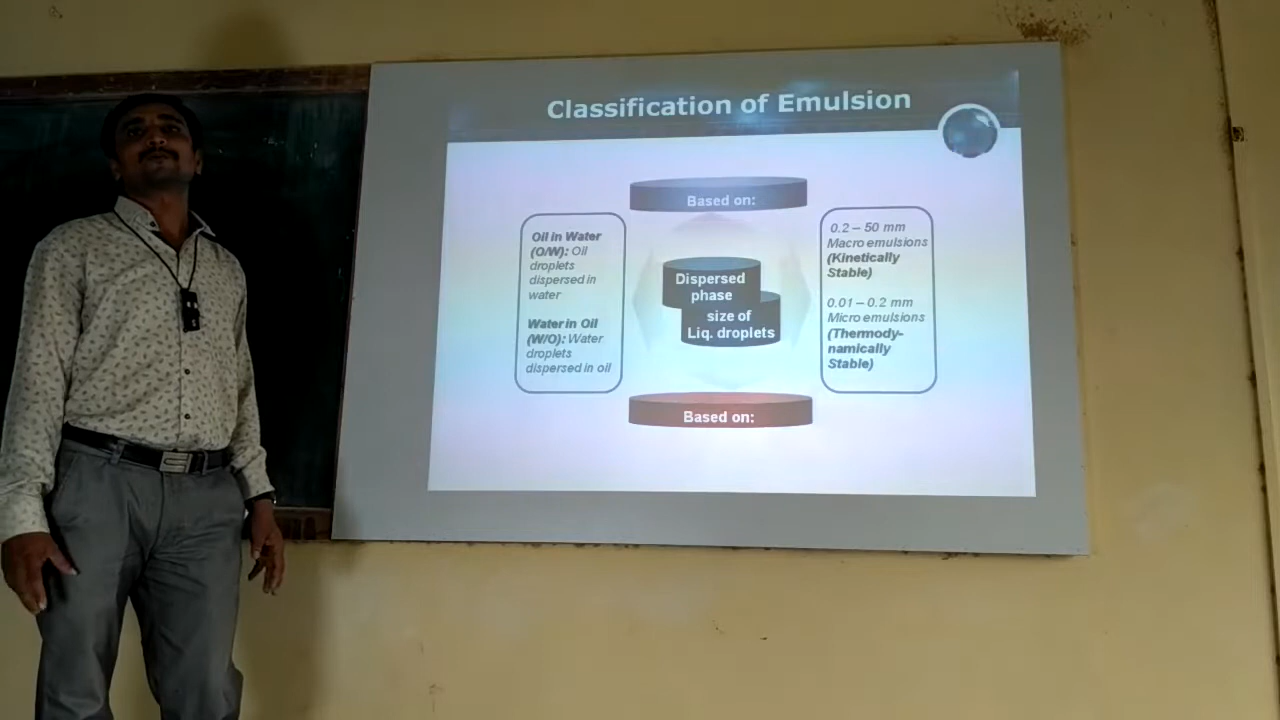 Classification of Emulsion
Based on:
Oil in Water
(O/W): Oil
droplets
dispersed in
water
Water in Oil
(W/O): Water
droplets
dispersed in oil
Dispersed
phase
size of
Liq. droplets
0.2 – 50 mm
Macro emulsions
(Kinetically
Stable)
0.01 – 0.2 mm
Micro emulsions
(Thermody-
namically
Stable)
Based on: